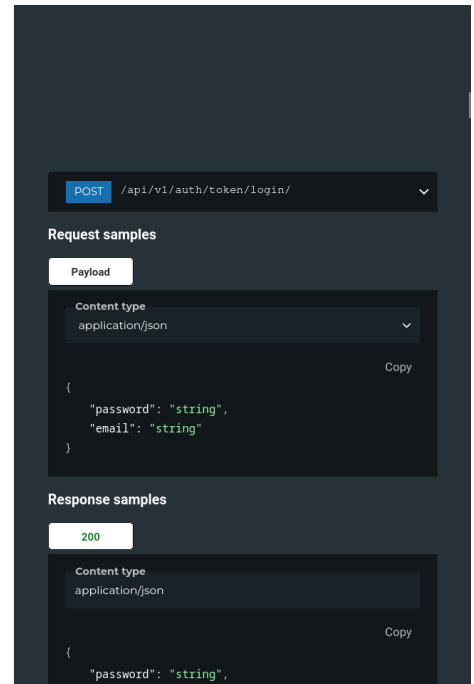 POST /api/v1/auth/token/login/
Request samples
Payload
Content type
application/json
Copy
{
"password": "string",
"email": "string"
}
Response samples
200
Content type
application/json
Copy
{
"password": "string",